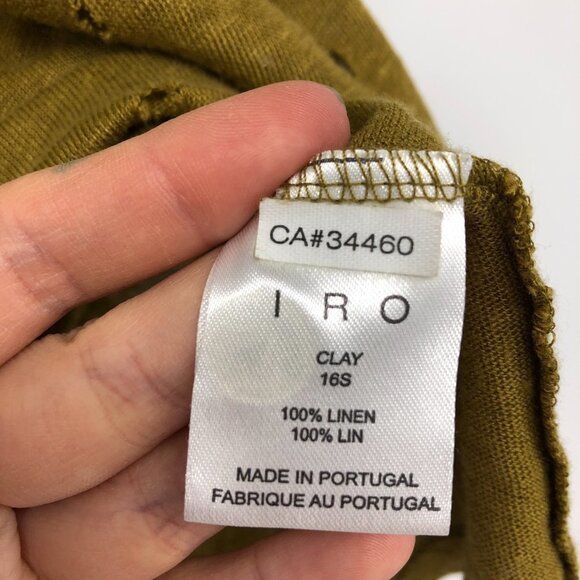 CA#34460
I R O
CLAY
16S
100% LINEN
100% LIN
MADE IN PORTUGAL
FABRIQUE AU PORTUGAL